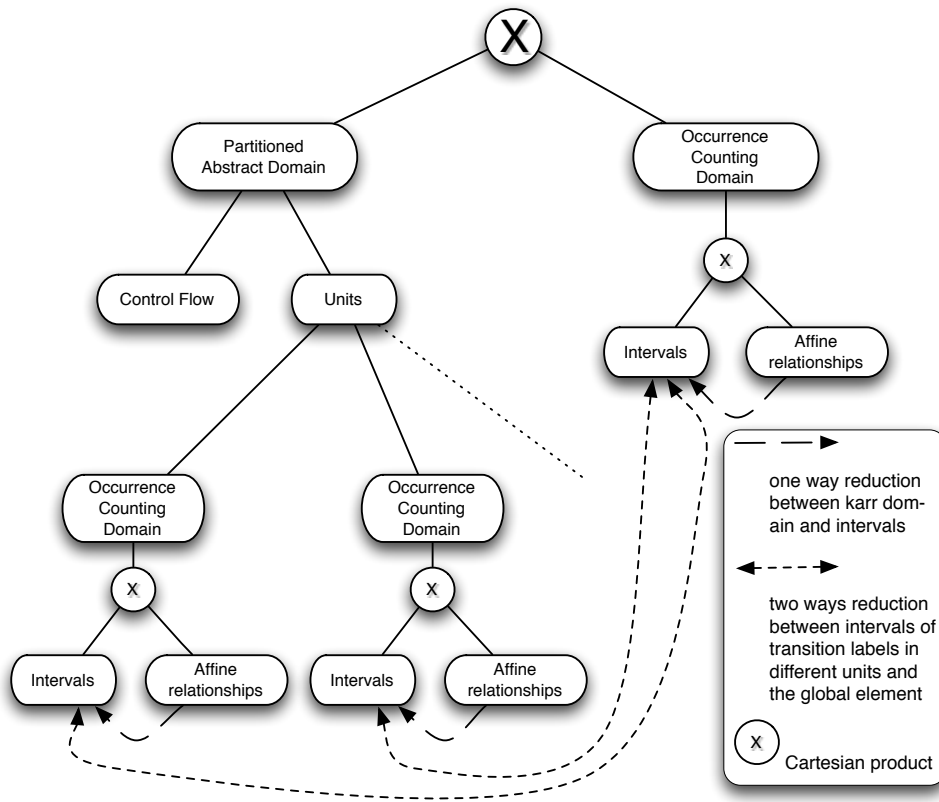 X
Partitioned
Abstract Domain
Occurrence
Counting
Domain
x
Control Flow
Units
Intervals
Affine
relationships
Occurrence
Counting
Domain
Occurrence
Counting
Domain
x
x
Intervals
Affine
relationships
Intervals
Affine
relationships
one way reduction
between karr dom-
ain and intervals
two ways reduction
between intervals of
transition labels in
different units and
the global element
x
Cartesian product